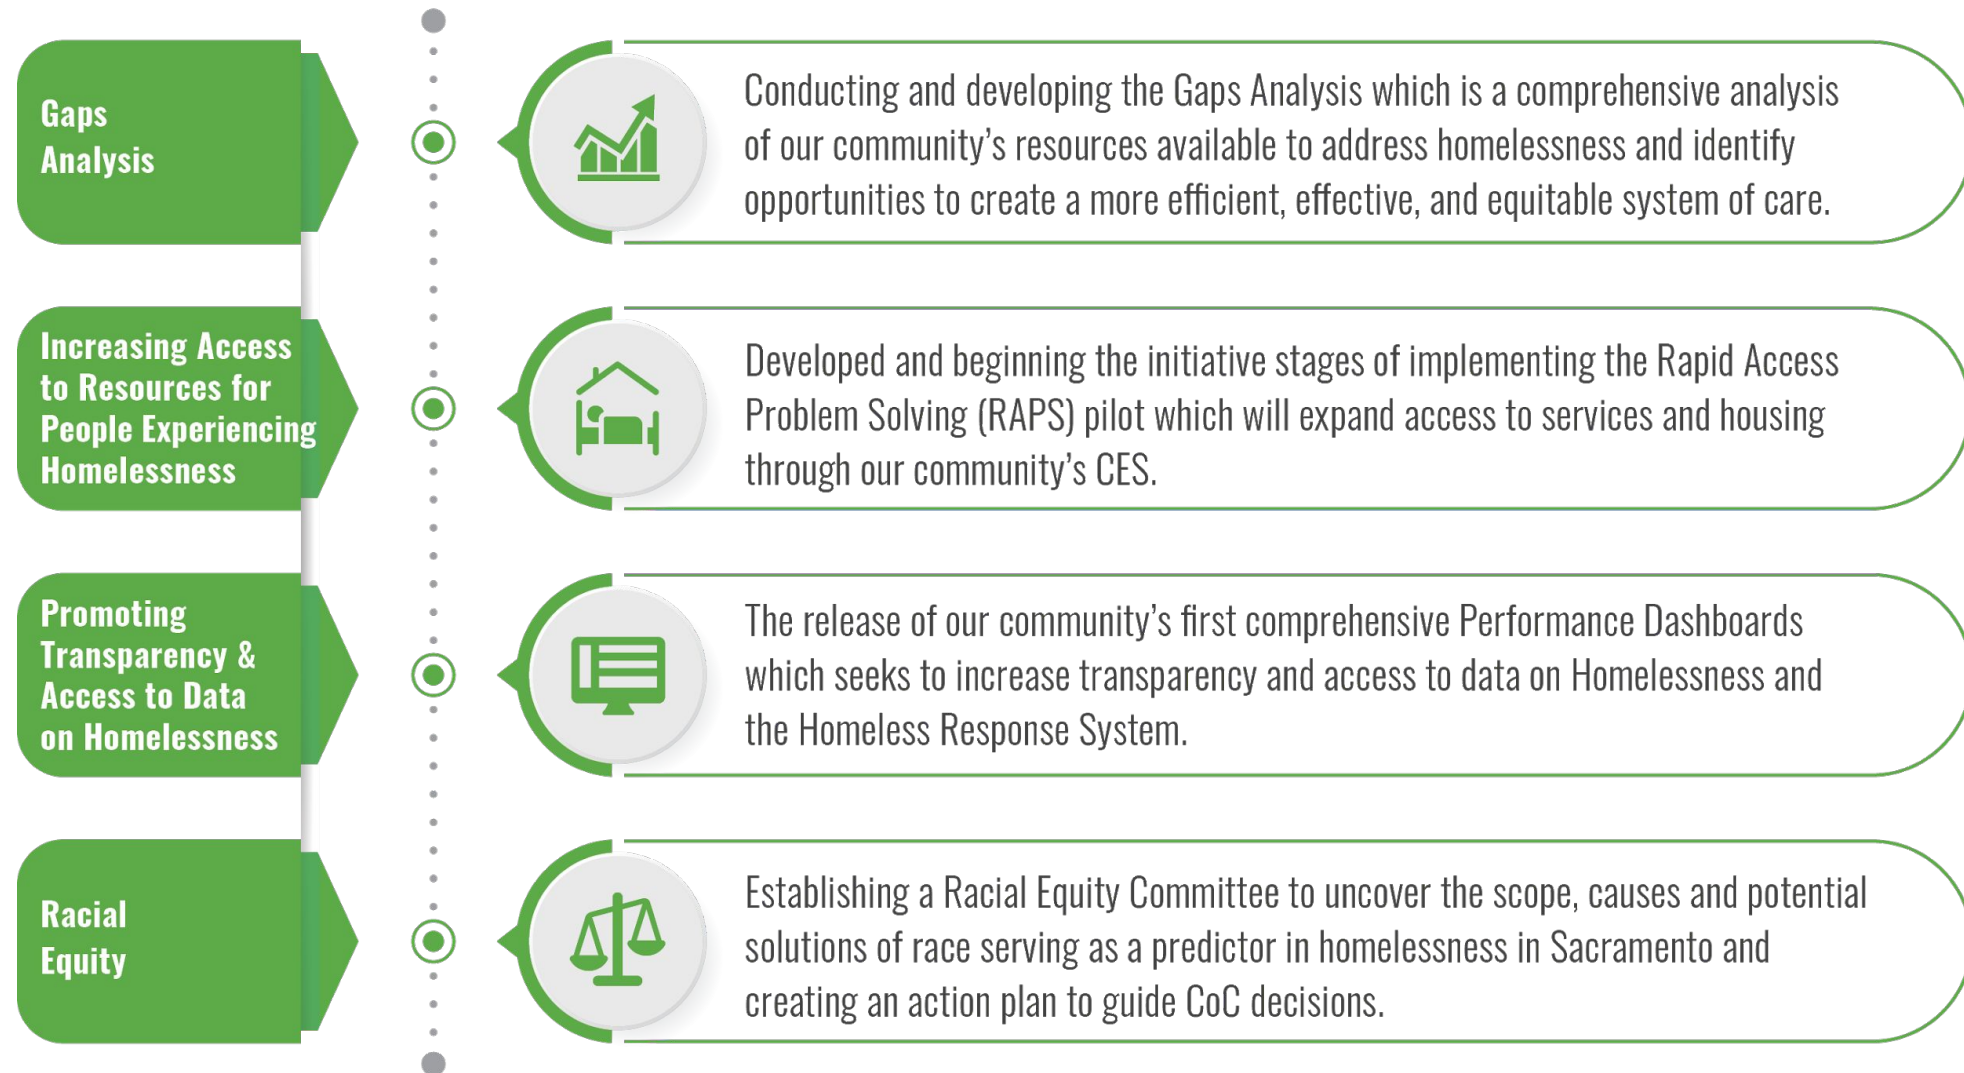 Gaps
Analysis
Conducting and developing the Gaps Analysis which is a comprehensive analysis
of our community’s resources available to address homelessness and identify
opportunities to create a more efficient, effective, and equitable system of care.
Increasing Access
to Resources for
People Experiencing
Homelessness
Developed and beginning the initiative stages of implementing the Rapid Access
Problem Solving (RAPS) pilot which will expand access to services and housing
through our community’s CES.
Promoting
Transparency &
Access to Data
on Homelessness
The release of our community’s first comprehensive Performance Dashboards
which seeks to increase transparency and access to data on Homelessness and
the Homeless Response System.
Racial
Equity
Establishing a Racial Equity Committee to uncover the scope, causes and potential
solutions of race serving as a predictor in homelessness in Sacramento and
creating an action plan to guide CoC decisions.